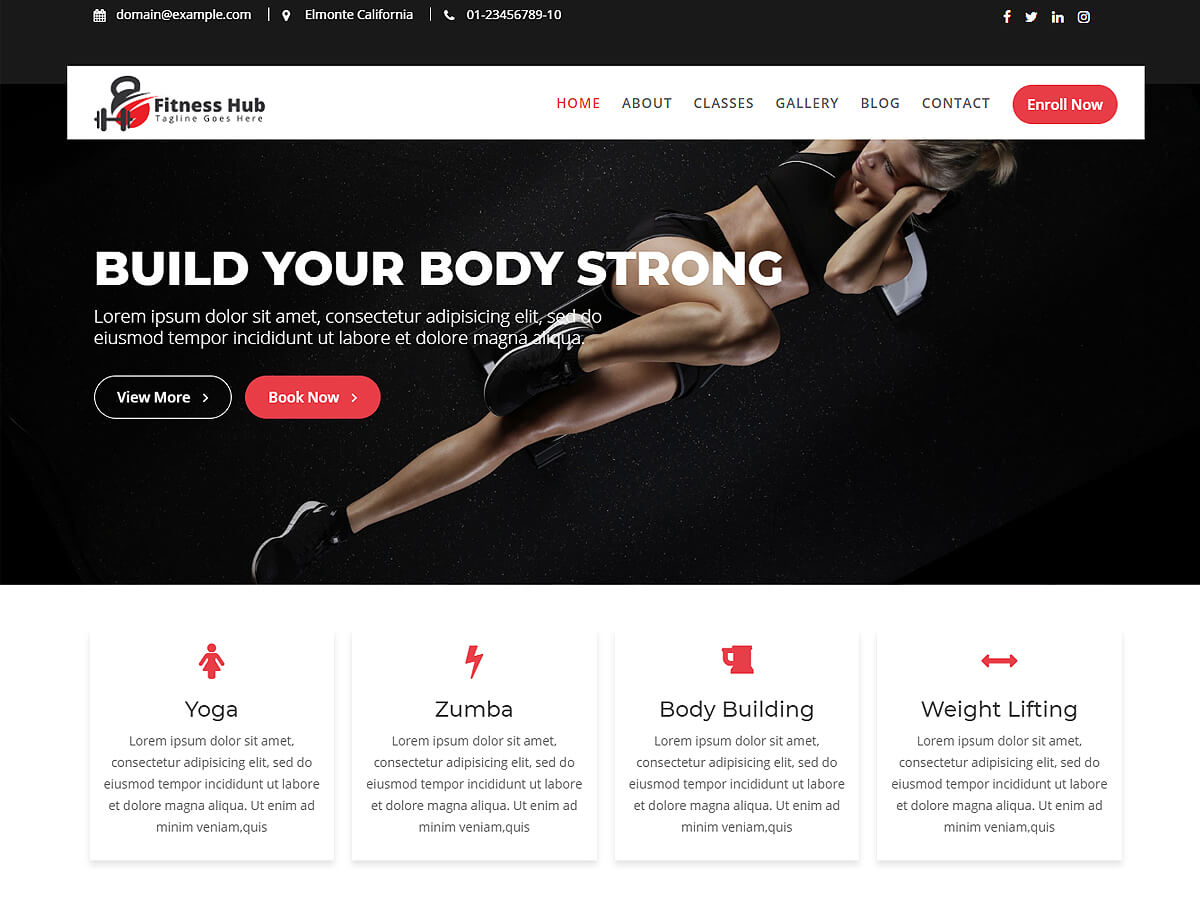 domain@example.com | Elmonte California | 01-23456789-10
Fitness Hub
Tagline Goes Here
HOME ABOUT CLASSES GALLERY BLOG CONTACT Enroll Now
BUILD YOUR BODY STRONG
Lorem ipsum dolor sit amet, consectetur adipisicing elit, sed do
eiusmod tempor incididunt ut labore et dolore magna aliqua.
View More Book Now
Yoga
Lorem ipsum dolor sit amet,
consectetur adipisicing elit, sed do
eiusmod tempor incididunt ut labore
et dolore magna aliqua. Ut enim ad
minim veniam,quis
Zumba
Lorem ipsum dolor sit amet,
consectetur adipisicing elit, sed do
eiusmod tempor incididunt ut labore
et dolore magna aliqua. Ut enim ad
minim veniam,quis
Body Building
Lorem ipsum dolor sit amet,
consectetur adipisicing elit, sed do
eiusmod tempor incididunt ut labore
et dolore magna aliqua. Ut enim ad
minim veniam,quis
Weight Lifting
Lorem ipsum dolor sit amet,
consectetur adipisicing elit, sed do
eiusmod tempor incididunt ut labore
et dolore magna aliqua. Ut enim ad
minim veniam,quis